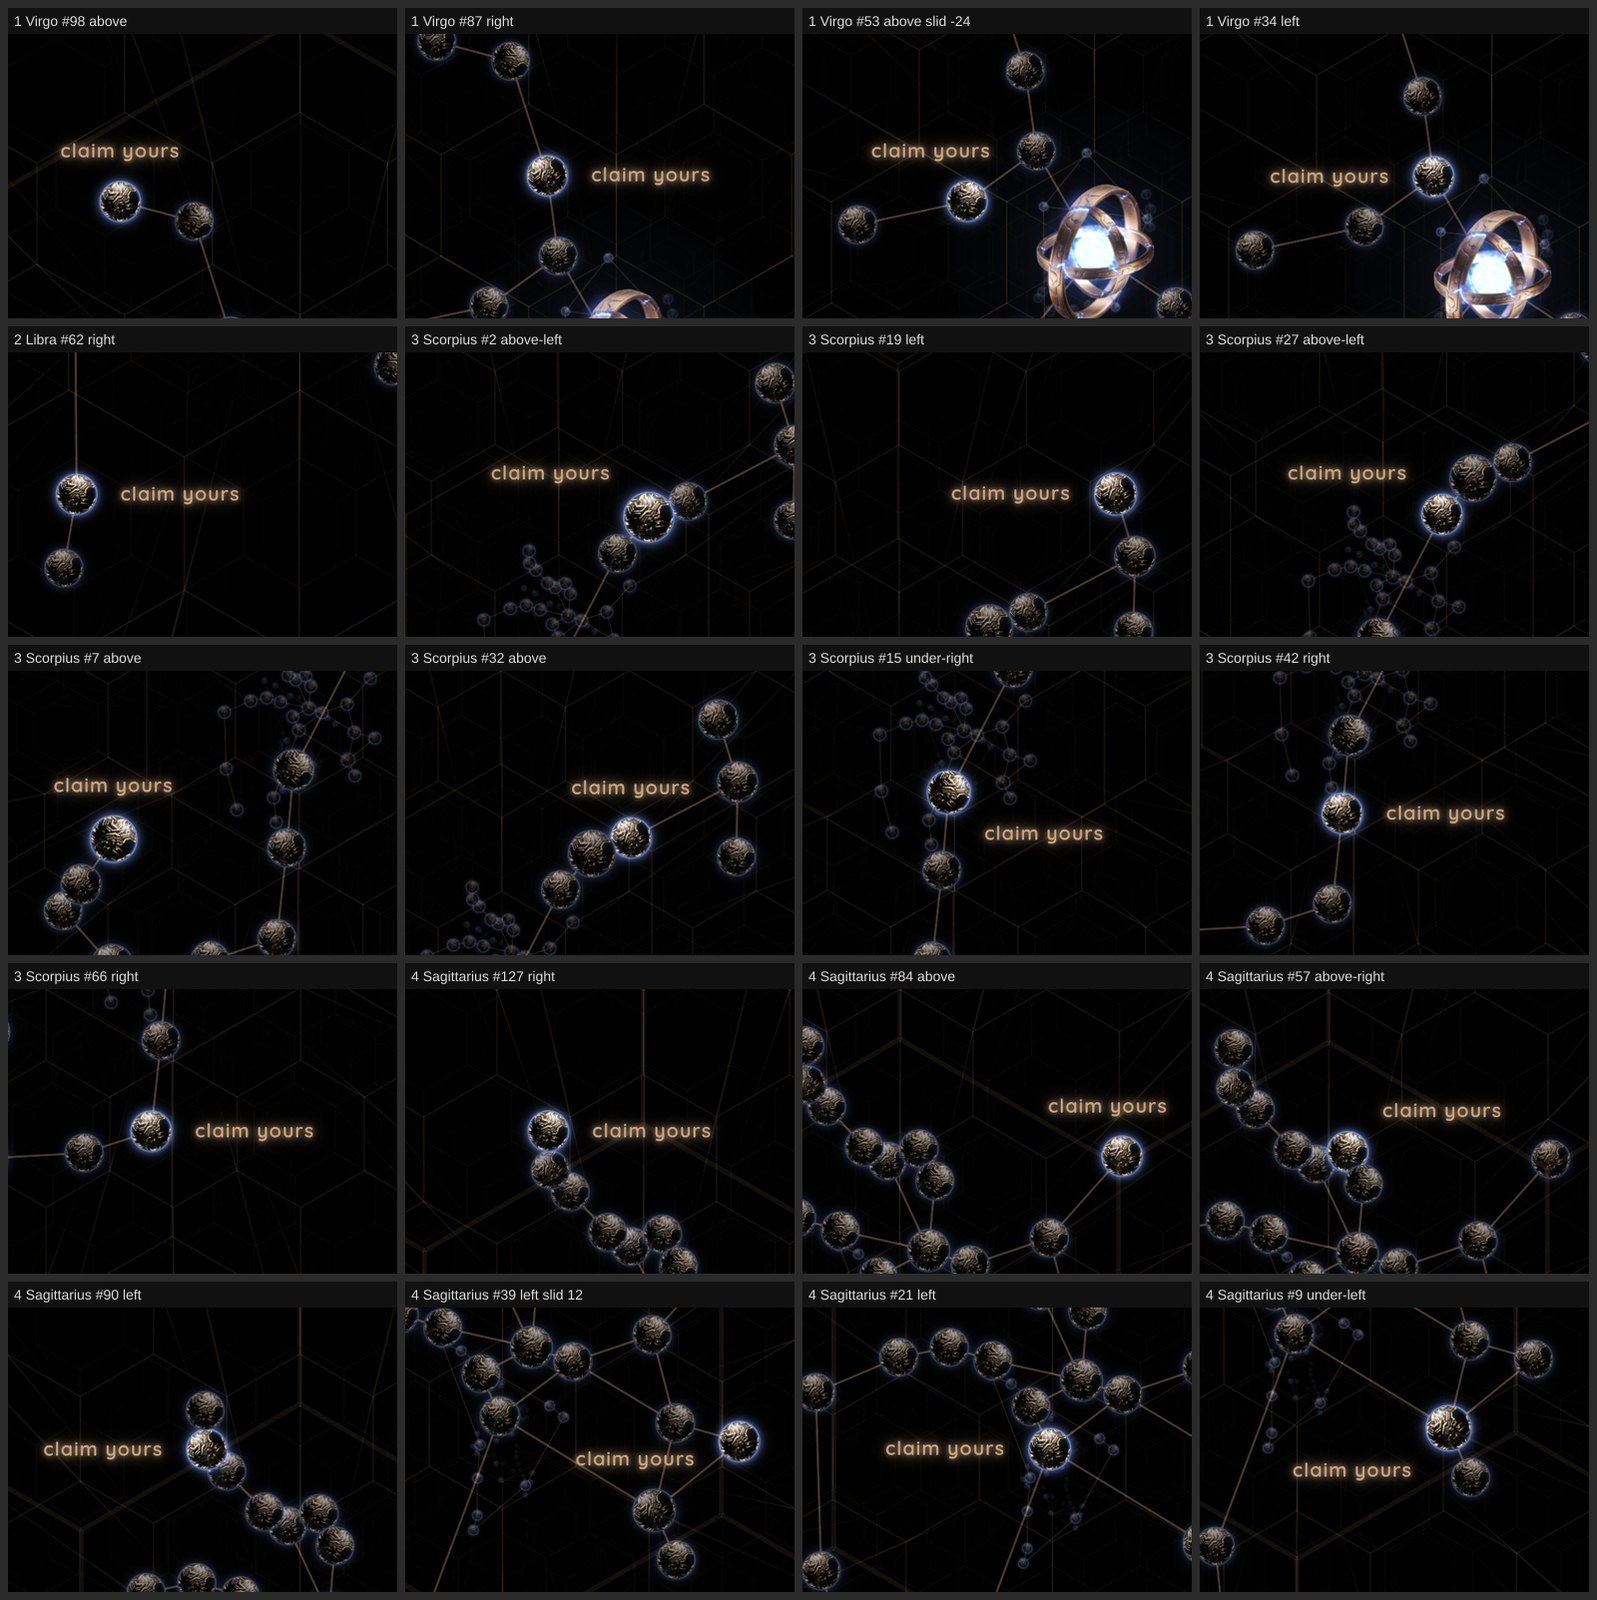 1 Virgo #98 above
claim yours
1 Virgo #87 right
claim yours
1 Virgo #53 above slid -24
claim yours
1 Virgo #34 left
claim yours
2 Libra #62 right
claim yours
3 Scorpius #2 above-left
claim yours
3 Scorpius #19 left
claim yours
3 Scorpius #27 above-left
claim yours
3 Scorpius #7 above
claim yours
3 Scorpius #32 above
claim yours
3 Scorpius #15 under-right
claim yours
3 Scorpius #42 right
claim yours
3 Scorpius #66 right
claim yours
4 Sagittarius #127 right
claim yours
4 Sagittarius #84 above
claim yours
4 Sagittarius #57 above-right
claim yours
4 Sagittarius #90 left
claim yours
4 Sagittarius #39 left slid 12
claim yours
4 Sagittarius #21 left
claim yours
4 Sagittarius #9 under-left
claim yours